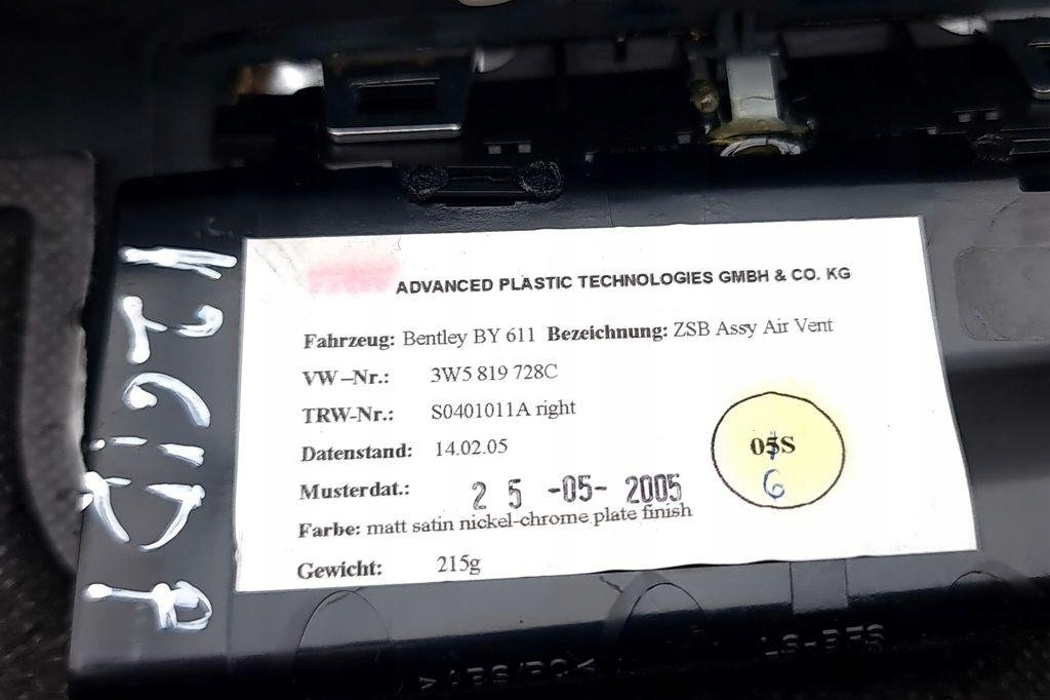 ADVANCED PLASTIC TECHNOLOGIES GMBH & CO. KG
Fahrzeug: Bentley BY 611 Bezeichnung: ZSB Assy Air Vent
VW–Nr.: 3W5 819 728C
TRW-Nr.: S0401011A right
Datenstand: 14.02.05
Musterdat.: 25 -05- 2005
Farbe: matt satin nickel-chrome plate finish
Gewicht: 215g
05S
6